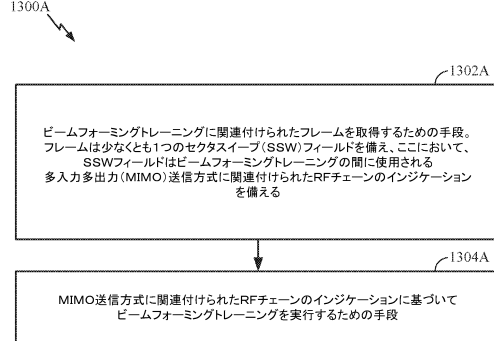 1300A
1302A
ビームフォーミングトレーニングに関連付けられたフレームを取得するための手段。
フレームは少なくとも1つのセクタスイープ(SSW)フィールドを備え、ここにおいて、
SSWフィールドはビームフォーミングトレーニングの間に使用される
多入力多出力(MIMO)送信方式に関連付けられたRFチェーンのインジケーション
を備える
1304A
MIMO送信方式に関連付けられたRFチェーンのインジケーションに基づいて
ビームフォーミングトレーニングを実行するための手段